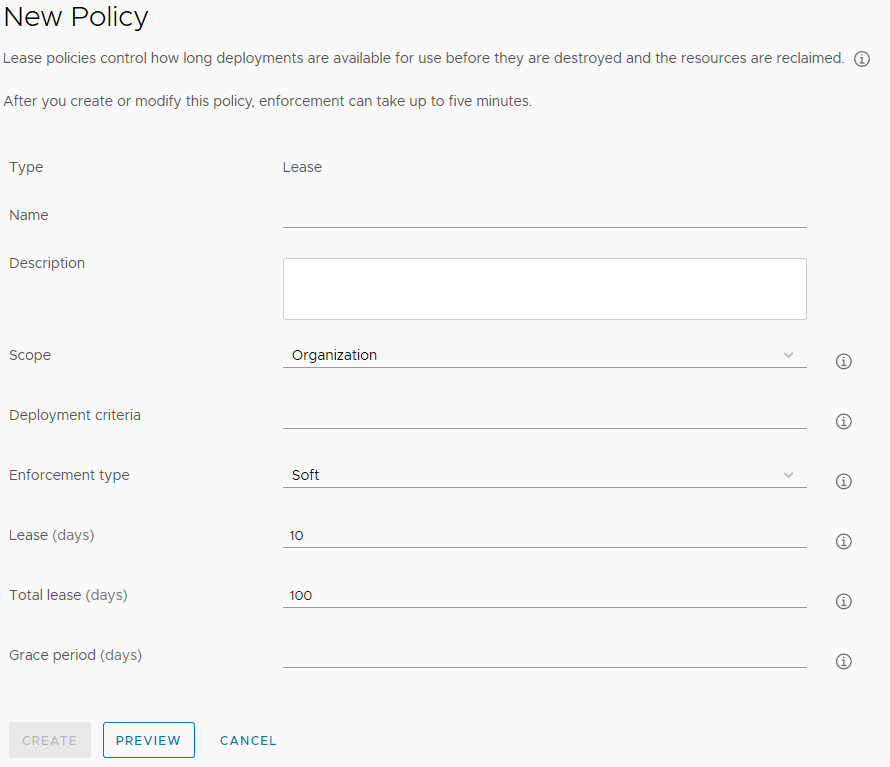 New Policy
Lease policies control how long deployments are available for use before they are destroyed and the resources are reclaimed.
After you create or modify this policy, enforcement can take up to five minutes.
Type Lease
Name
Description
Scope Organization
Deployment criteria
Enforcement type Soft
Lease (days) 10
Total lease (days) 100
Grace period (days)
CREATE PREVIEW CANCEL